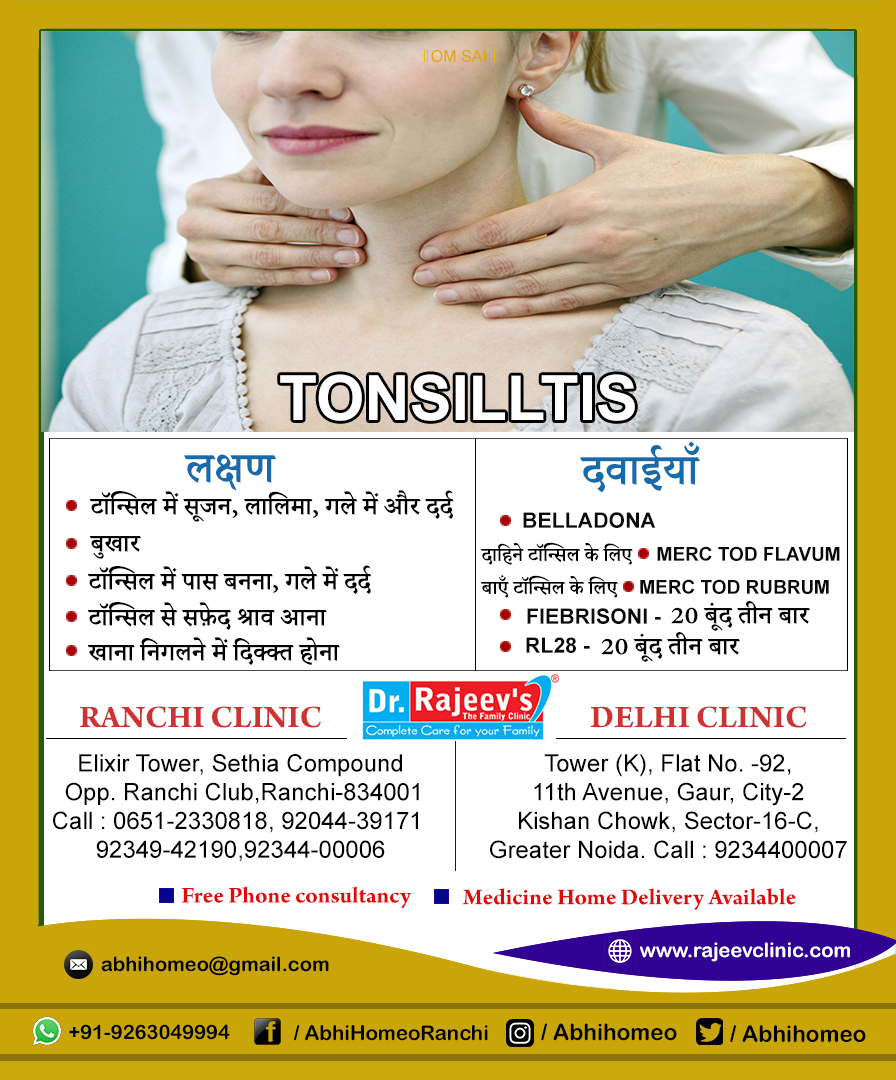 || OM SAI ||
TONSILLTIS
लक्षण
टॉन्सिल में सूजन, लालिमा, गले में और दर्द
बुखार
टॉन्सिल में पास बनना, गले में दर्द
टॉन्सिल से सफ़ेद श्राव आना
खाना निगलने में दिक्क्त होना
दवाईयाँ
BELLADONA
दाहिने टॉन्सिल के लिए • MERC TOD FLAVUM
बाएँ टॉन्सिल के लिए • MERC TOD RUBRUM
FIEBRISONI - 20 बूंद तीन बार
RL28 - 20 बूंद तीन बार
Dr. Rajeev's®
The Family Clinic
Complete Care for your Family
RANCHI CLINIC
Elixir Tower, Sethia Compound
Opp. Ranchi Club,Ranchi-834001
Call : 0651-2330818, 92044-39171
92349-42190,92344-00006
DELHI CLINIC
Tower (K), Flat No. -92,
11th Avenue, Gaur, City-2
Kishan Chowk, Sector-16-C,
Greater Noida. Call : 9234400007
Free Phone consultancy
Medicine Home Delivery Available
abhihomeo@gmail.com
www.rajeevclinic.com
+91-9263049994
/ AbhiHomeoRanchi
/ Abhihomeo
/ Abhihomeo